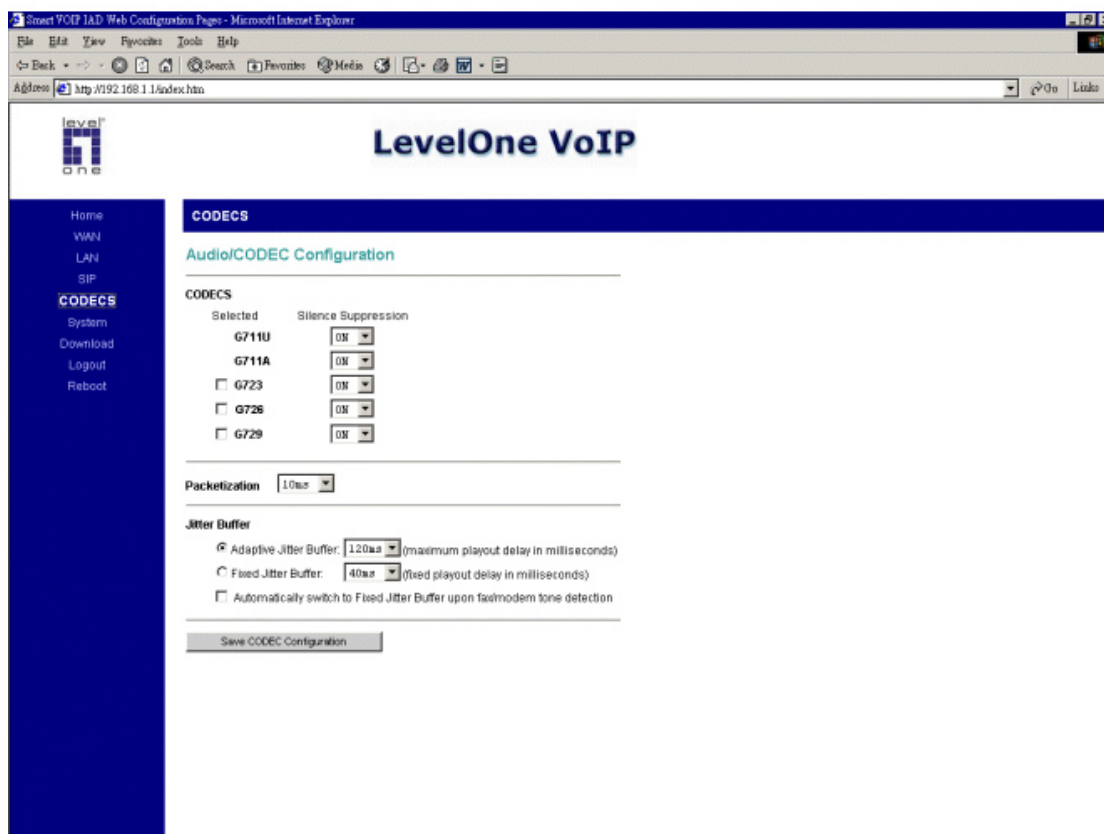 Smart VOIP IAD Web Configuration Pages - Microsoft Internet Explorer
File Edit View Favorites Tools Help
Back Search Favorites Media
Address http://192.168.1.1/index.htm Go Links
level one
LevelOne VoIP
Home
WAN
LAN
SIP
CODECS
System
Download
Logout
Reboot
CODECS
Audio/CODEC Configuration
CODECS
Selected Silence Suppression
G711U ON
G711A ON
G723 ON
G726 ON
G729 ON
Packetization 10ms
Jitter Buffer
Adaptive Jitter Buffer: 120ms (maximum playout delay in milliseconds)
Fixed Jitter Buffer: 40ms (fixed playout delay in milliseconds)
Automatically switch to Fixed Jitter Buffer upon fax/modem tone detection
Save CODEC Configuration